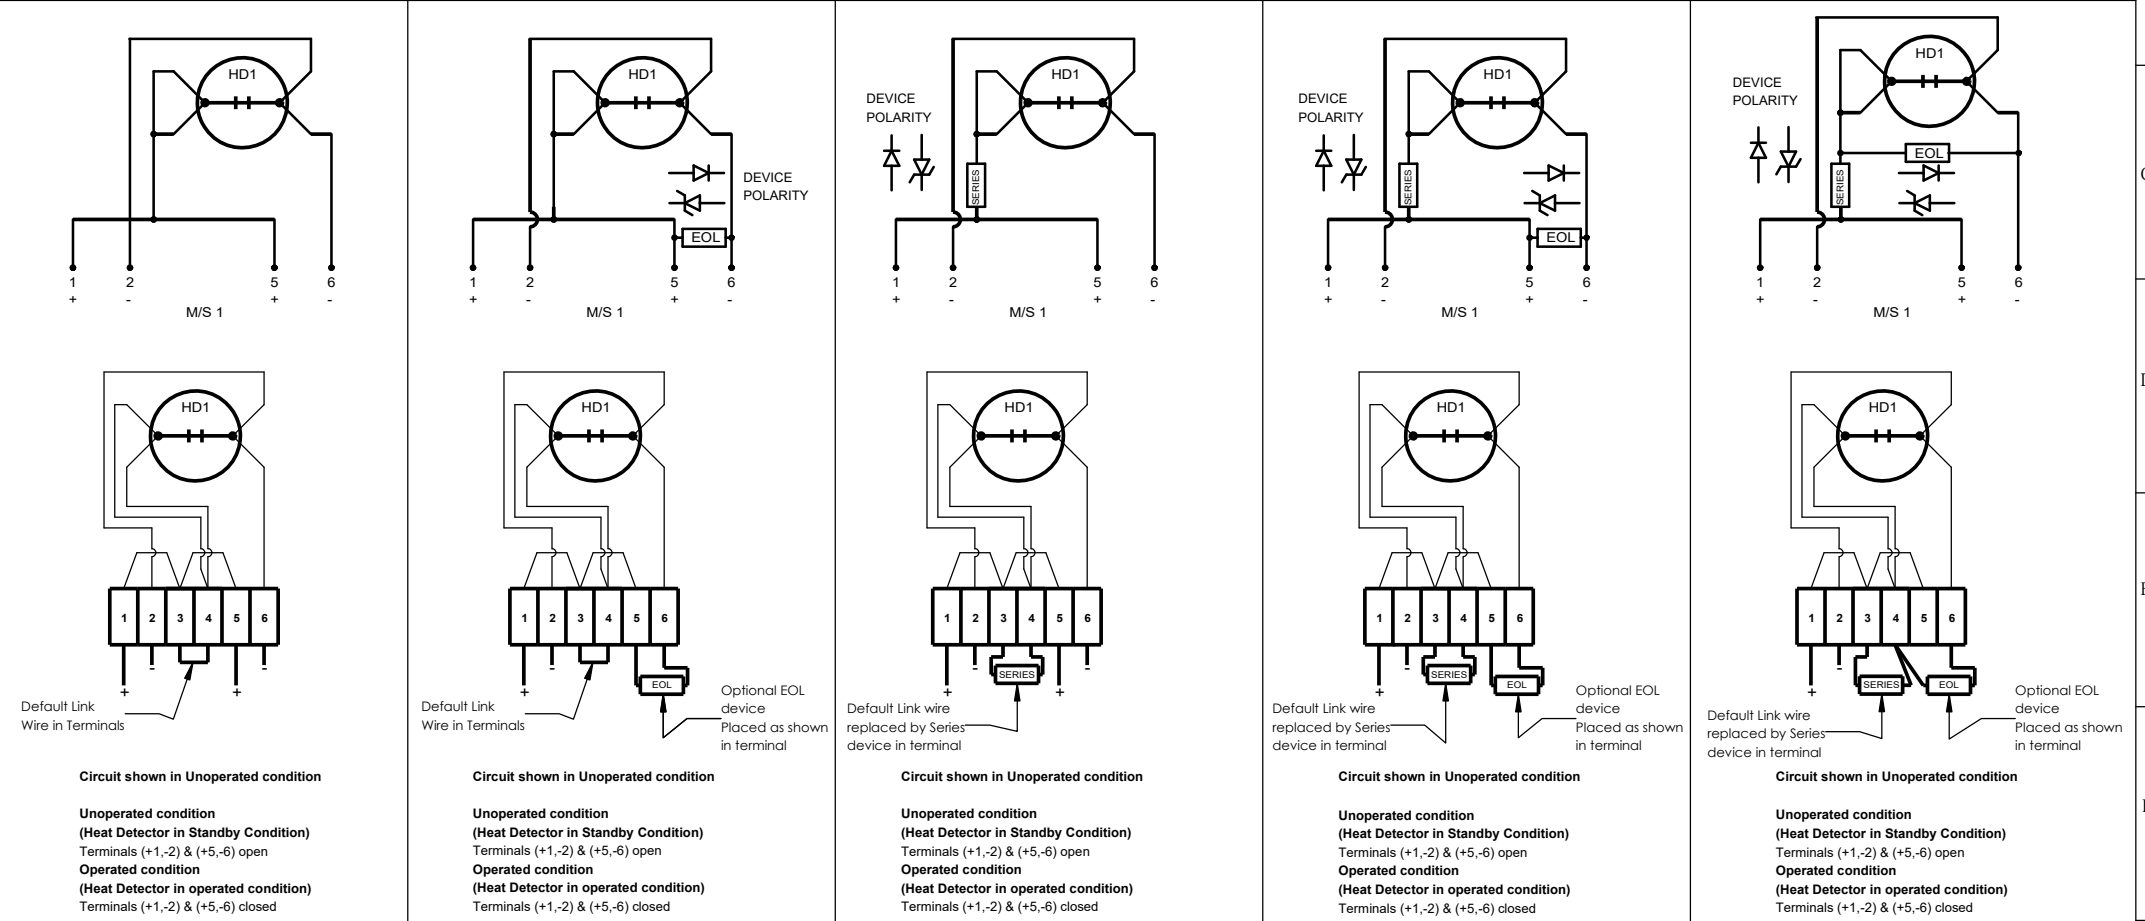 HD1
1 2 5 6
+ - + -
M/S 1
HD1
1 2 3 4 5 6
- -
+ +
Default Link
Wire in Terminals
Circuit shown in Unoperated condition
Unoperated condition
(Heat Detector in Standby Condition)
Terminals (+1,-2) & (+5,-6) open
Operated condition
(Heat Detector in operated condition)
Terminals (+1,-2) & (+5,-6) closed
HD1
DEVICE
POLARITY
EOL
1 2 5 6
+ - + -
M/S 1
HD1
1 2 3 4 5 6
-
+
EOL
Default Link
Wire in Terminals
Optional EOL
device
Placed as shown
in terminal
Circuit shown in Unoperated condition
Unoperated condition
(Heat Detector in Standby Condition)
Terminals (+1,-2) & (+5,-6) open
Operated condition
(Heat Detector in operated condition)
Terminals (+1,-2) & (+5,-6) closed
HD1
DEVICE
POLARITY
SERIES
1 2 5 6
+ - + -
M/S 1
HD1
1 2 3 4 5 6
- -
SERIES
+ +
Default Link wire
replaced by Series
device in terminal
Circuit shown in Unoperated condition
Unoperated condition
(Heat Detector in Standby Condition)
Terminals (+1,-2) & (+5,-6) open
Operated condition
(Heat Detector in operated condition)
Terminals (+1,-2) & (+5,-6) closed
HD1
DEVICE
POLARITY
SERIES
EOL
1 2 5 6
+ - + -
M/S 1
HD1
1 2 3 4 5 6
-
SERIES
EOL
+
Default Link wire
replaced by Series
device in terminal
Optional EOL
device
Placed as shown
in terminal
Circuit shown in Unoperated condition
Unoperated condition
(Heat Detector in Standby Condition)
Terminals (+1,-2) & (+5,-6) open
Operated condition
(Heat Detector in operated condition)
Terminals (+1,-2) & (+5,-6) closed
HD1
DEVICE
POLARITY
EOL
SERIES
1 2 5 6
+ - + -
M/S 1
HD1
1 2 3 4 5 6
-
SERIES
EOL
+
Default Link wire
replaced by Series
device in terminal
Optional EOL
device
Placed as shown
in terminal
Circuit shown in Unoperated condition
Unoperated condition
(Heat Detector in Standby Condition)
Terminals (+1,-2) & (+5,-6) open
Operated condition
(Heat Detector in operated condition)
Terminals (+1,-2) & (+5,-6) closed